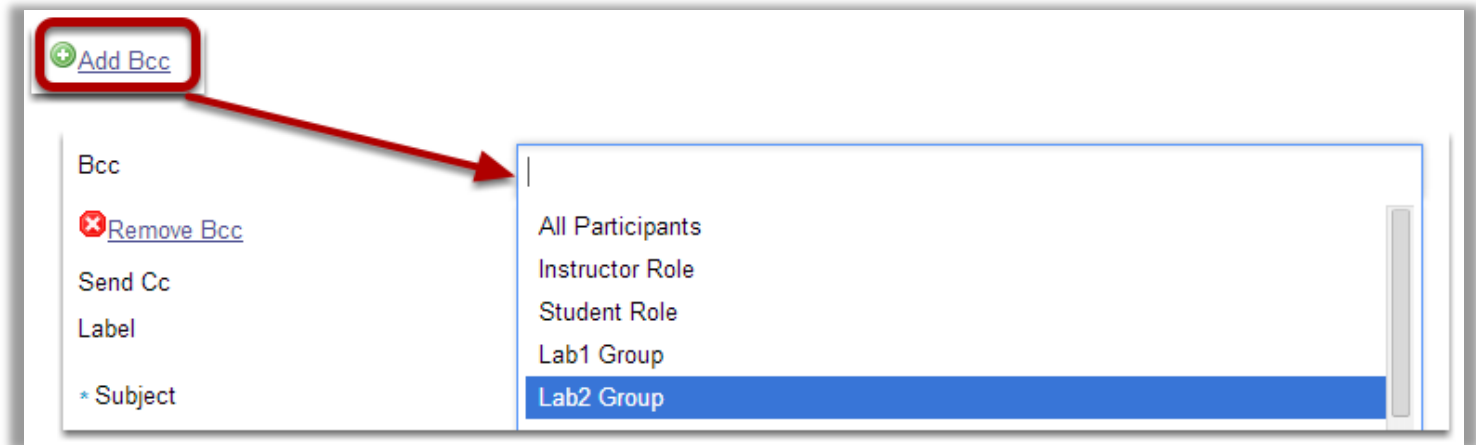 Add Bcc
Bcc
Remove Bcc
Send Cc
Label
* Subject
All Participants
Instructor Role
Student Role
Lab1 Group
Lab2 Group